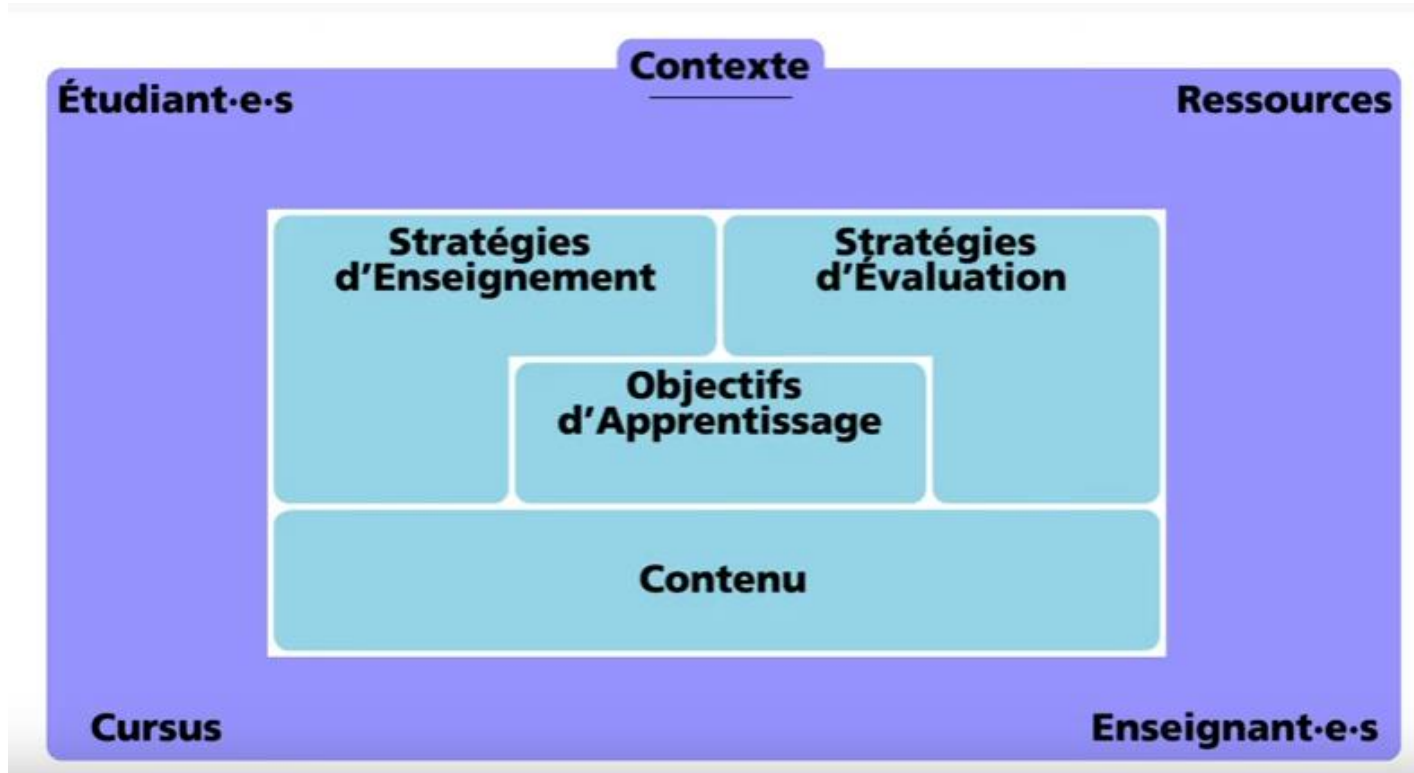 Contexte
Étudiant·e·s
Ressources
Stratégies
d'Enseignement
Stratégies
d'Évaluation
Objectifs
d'Apprentissage
Contenu
Cursus
Enseignant·e·s